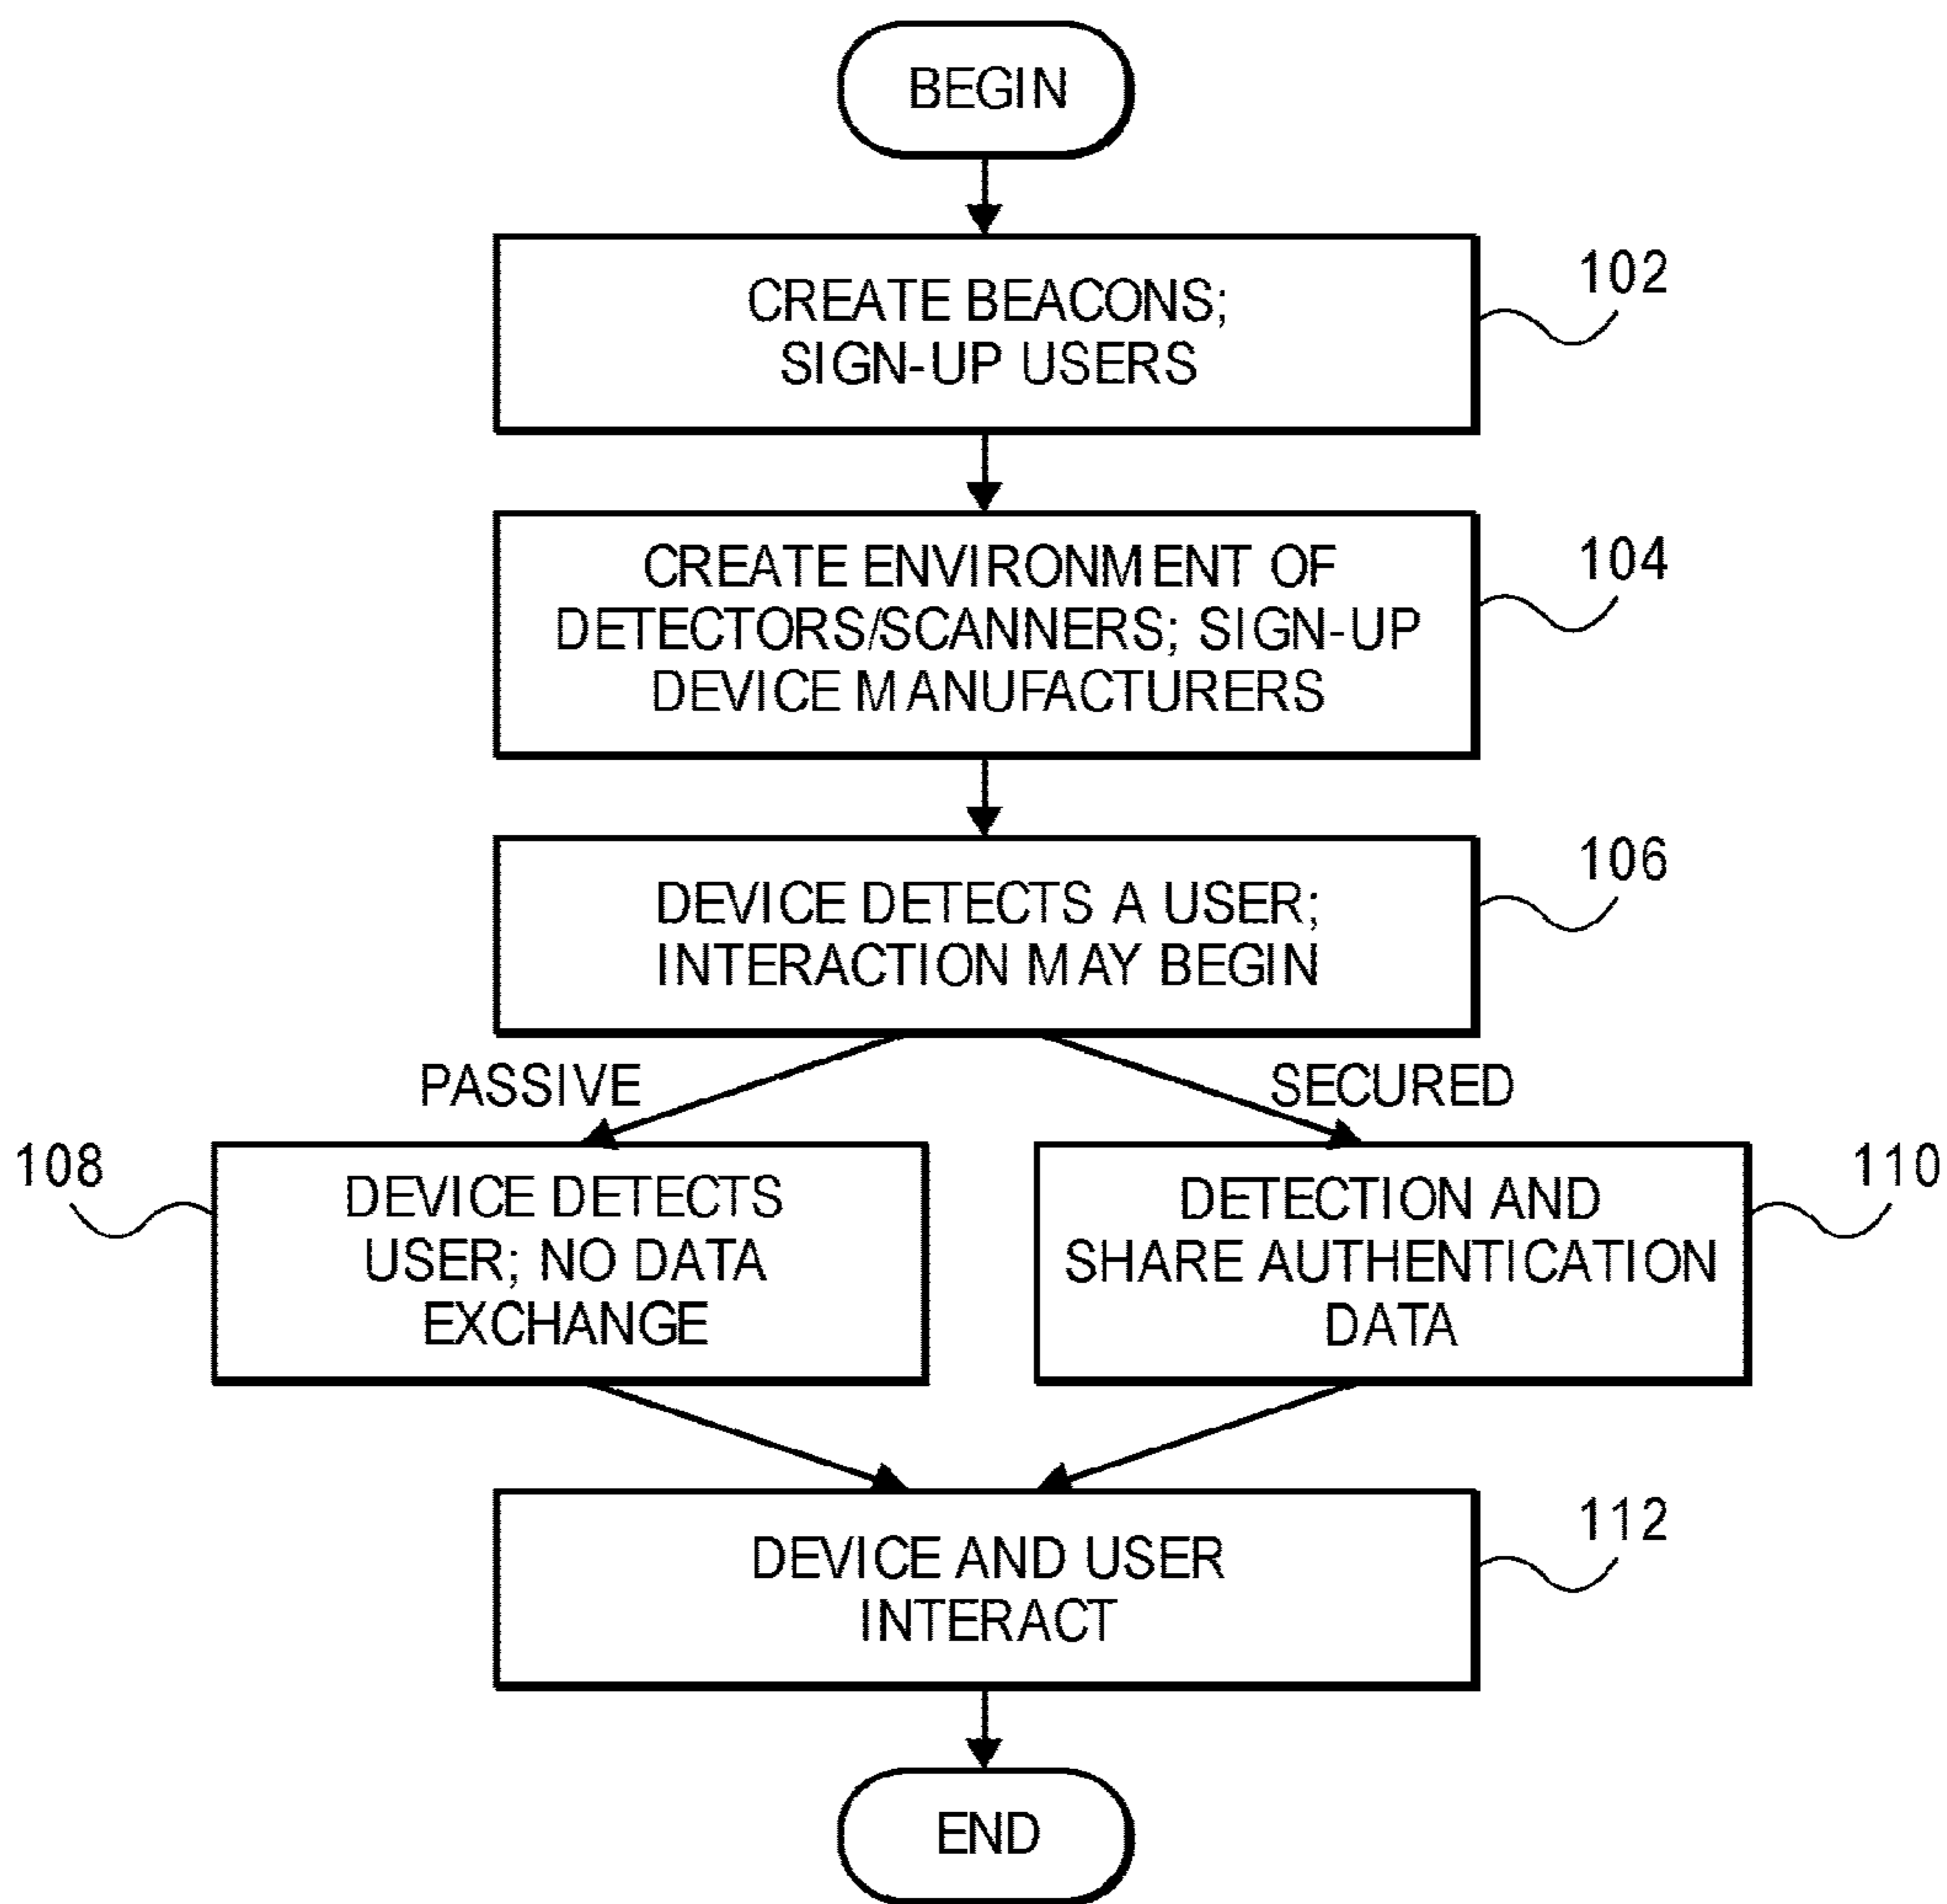 BEGIN
CREATE BEACONS;
SIGN-UP USERS
102
CREATE ENVIRONMENT OF
DETECTORS/SCANNERS; SIGN-UP
DEVICE MANUFACTURERS
104
DEVICE DETECTS A USER;
INTERACTION MAY BEGIN
106
PASSIVE
SECURED
108
DEVICE DETECTS
USER; NO DATA
EXCHANGE
DETECTION AND
SHARE AUTHENTICATION
DATA
110
DEVICE AND USER
INTERACT
112
END